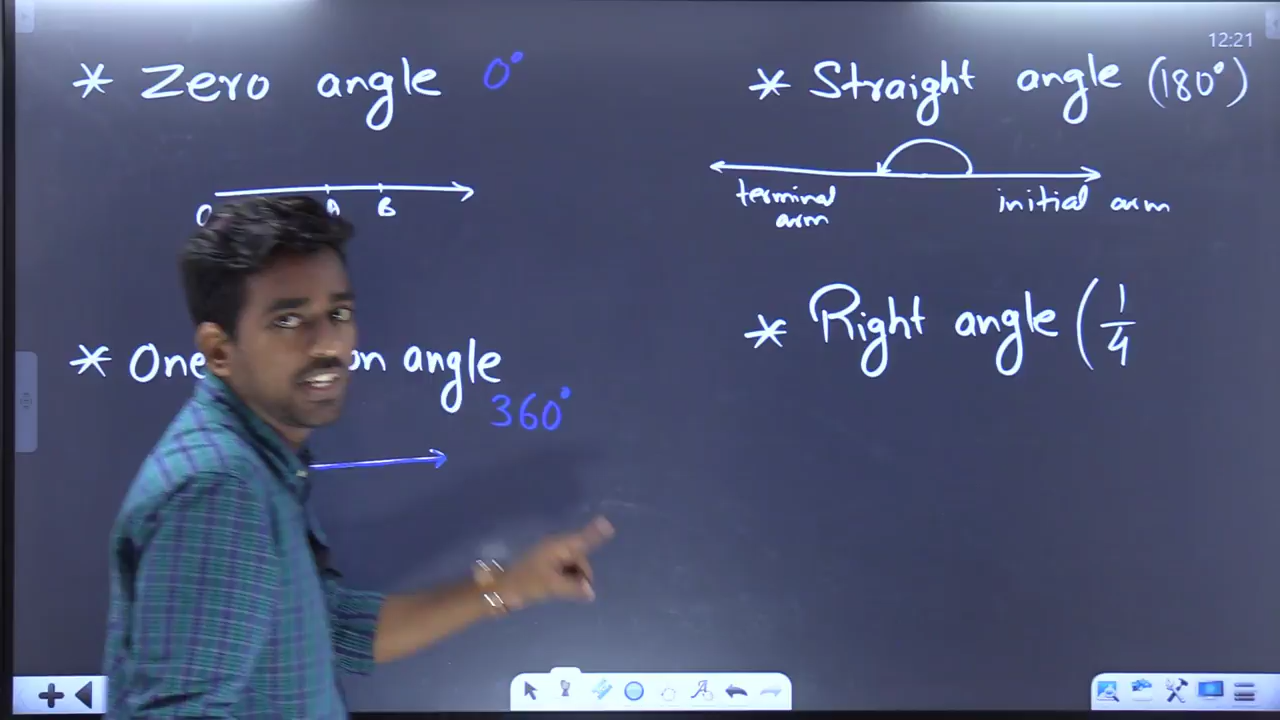 * Zero angle 0°
O A B
* One on angle
360°
12:21
* Straight angle (180°)
terminal
arm
initial arm
* Right angle (1/4